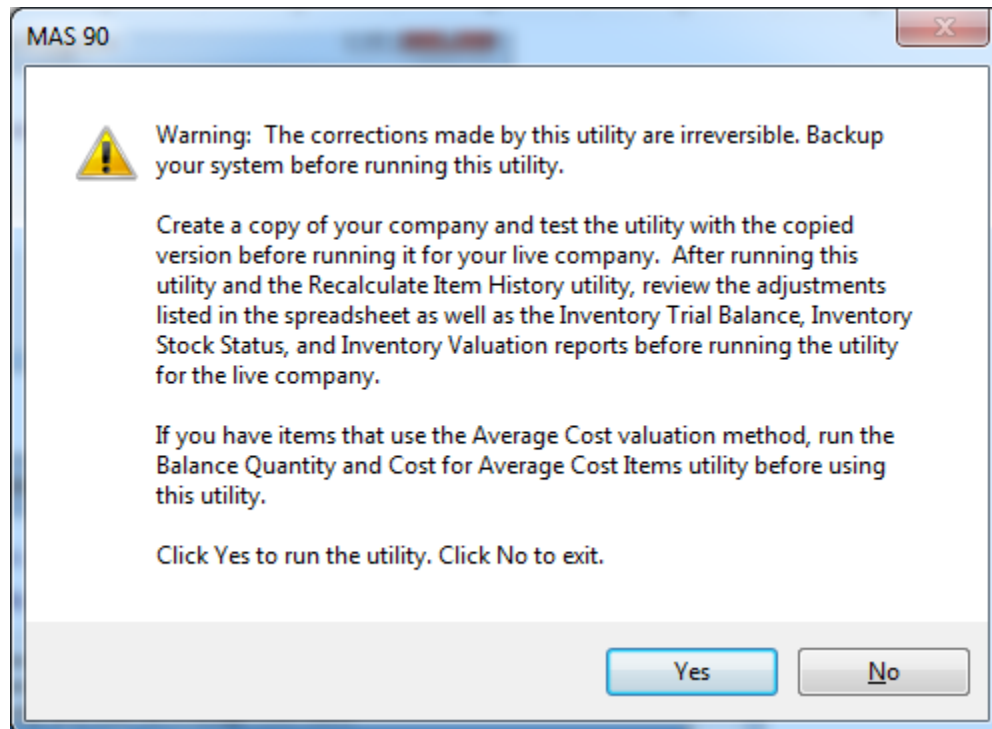 MAS 90
Warning:  The corrections made by this utility are irreversible. Backup
your system before running this utility.
Create a copy of your company and test the utility with the copied
version before running it for your live company.  After running this
utility and the Recalculate Item History utility, review the adjustments
listed in the spreadsheet as well as the Inventory Trial Balance, Inventory
Stock Status, and Inventory Valuation reports before running the utility
for the live company.
If you have items that use the Average Cost valuation method, run the
Balance Quantity and Cost for Average Cost Items utility before using
this utility.
Click Yes to run the utility. Click No to exit.
Yes
No